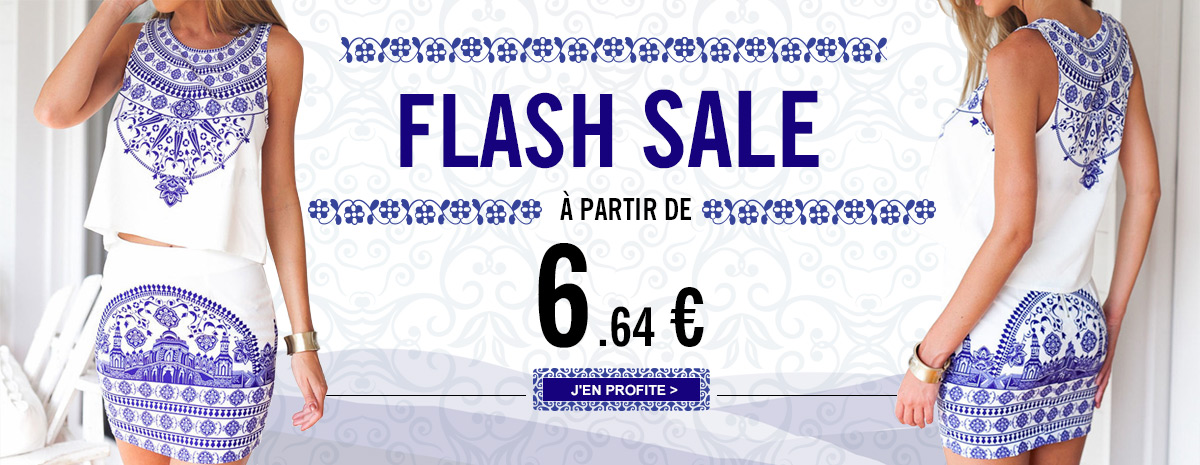 FLASH SALE
À PARTIR DE
6.64 €
J'EN PROFITE >